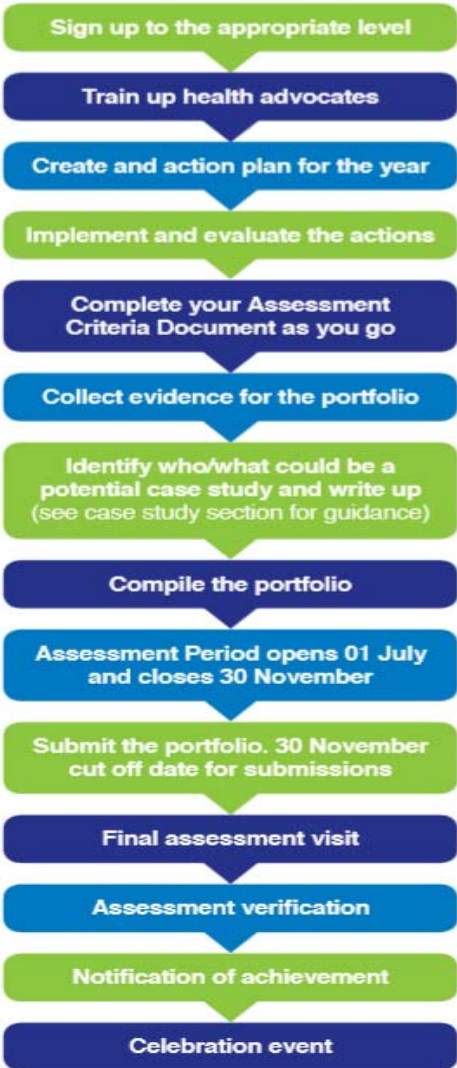 Sign up to the appropriate level
Train up health advocates
Create and action plan for the year
Implement and evaluate the actions
Complete your Assessment
Criteria Document as you go
Collect evidence for the portfolio
Identify who/what could be a
potential case study and write up
(see case study section for guidance)
Compile the portfolio
Assessment Period opens 01 July
and closes 30 November
Submit the portfolio. 30 November
cut off date for submissions
Final assessment visit
Assessment verification
Notification of achievement
Celebration event